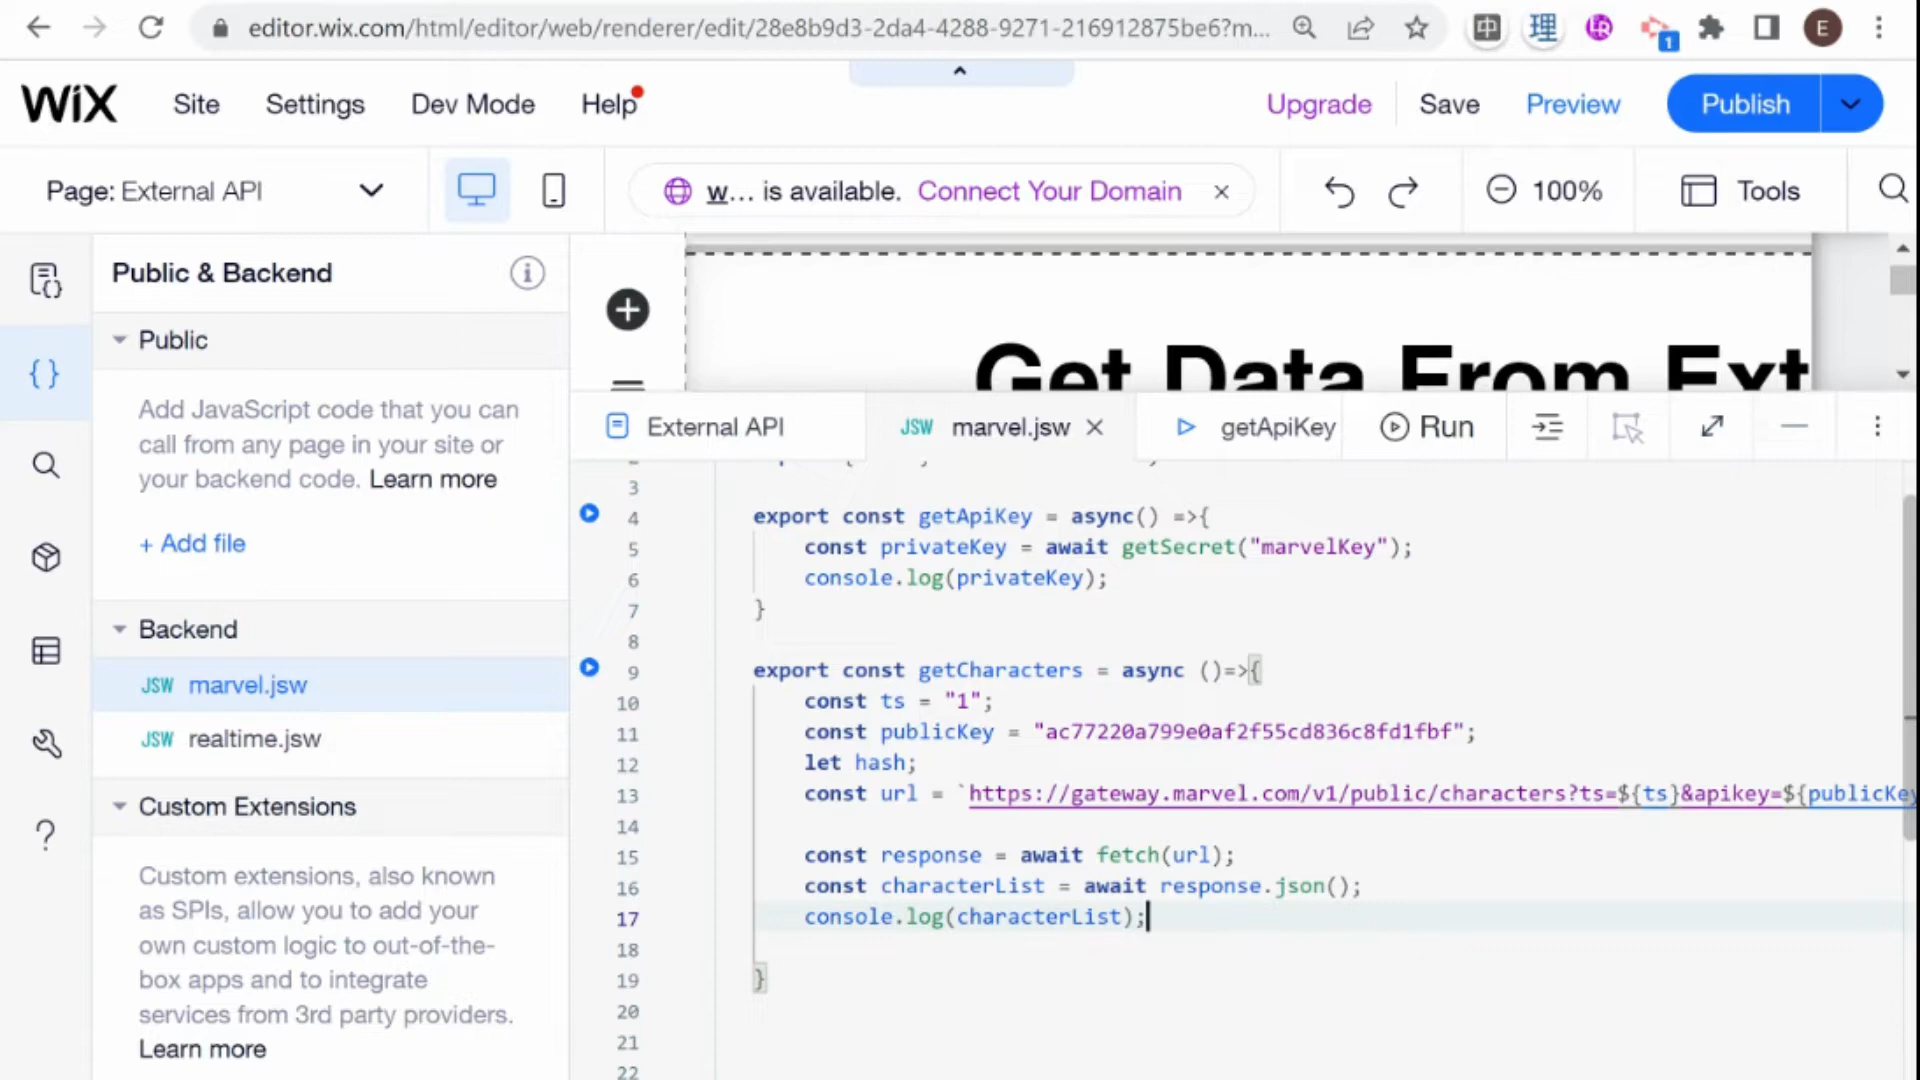 editor.wix.com/html/editor/web/renderer/edit/28e8b9d3-2da4-4288-9271-216912875be6?m...
中
理
1
E
WiX
Site
Settings
Dev Mode
Help
Upgrade
Save
Preview
Publish
Page: External API
w... is available. Connect Your Domain
100%
Tools
Public & Backend
Public
Add JavaScript code that you can
call from any page in your site or
your backend code. Learn more
+ Add file
Backend
JSW marvel.jsw
JSW realtime.jsw
Custom Extensions
Custom extensions, also known
as SPIs, allow you to add your
own custom logic to out-of-the-
box apps and to integrate
services from 3rd party providers.
Learn more
Get Data From Ext
External API
JSW marvel.jsw
getApiKey
Run
3
4 export const getApiKey = async() =>{
5 const privateKey = await getSecret("marvelKey");
6 console.log(privateKey);
7 }
8
9 export const getCharacters = async ()=>{
10 const ts = "1";
11 const publicKey = "ac77220a799e0af2f55cd836c8fd1fbf";
12 let hash;
13 const url = `https://gateway.marvel.com/v1/public/characters?ts=${ts}&apikey=${publicKey
14
15 const response = await fetch(url);
16 const characterList = await response.json();
17 console.log(characterList);
18
19 }
20
21
22